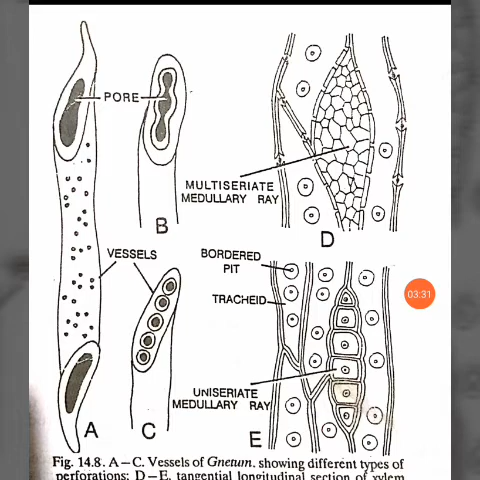 PORE
B
MULTISERIATE
MEDULLARY RAY
D
VESSELS
BORDERED
PIT
TRACHEID
03:31
UNISERIATE
MEDULLARY RAY
A
C
E
Fig. 14.8. A—C. Vessels of Gnetum. showing different types of
perforations; D—E. tangential longitudinal section of xylem